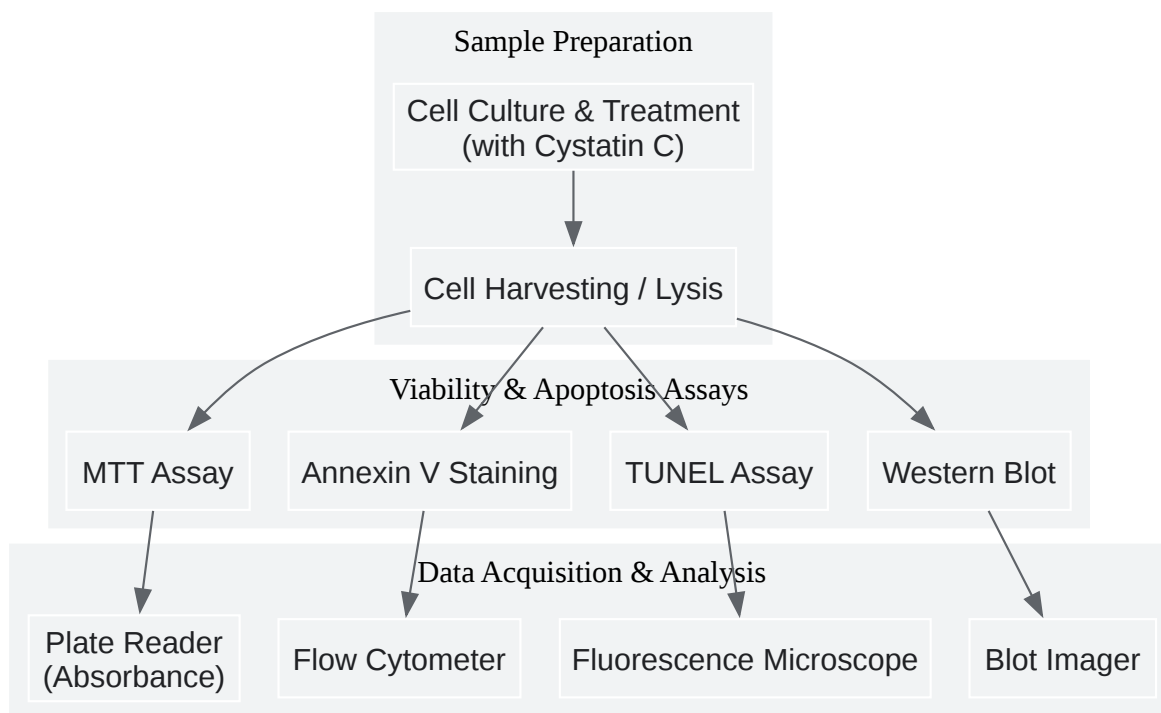 Sample Preparation
Cell Culture & Treatment
(with Cystatin C)
Cell Harvesting / Lysis
Viability & Apoptosis Assays
MTT Assay
Annexin V Staining
TUNEL Assay
Western Blot
Data Acquisition & Analysis
Plate Reader
(Absorbance)
Flow Cytometer
Fluorescence Microscope
Blot Imager